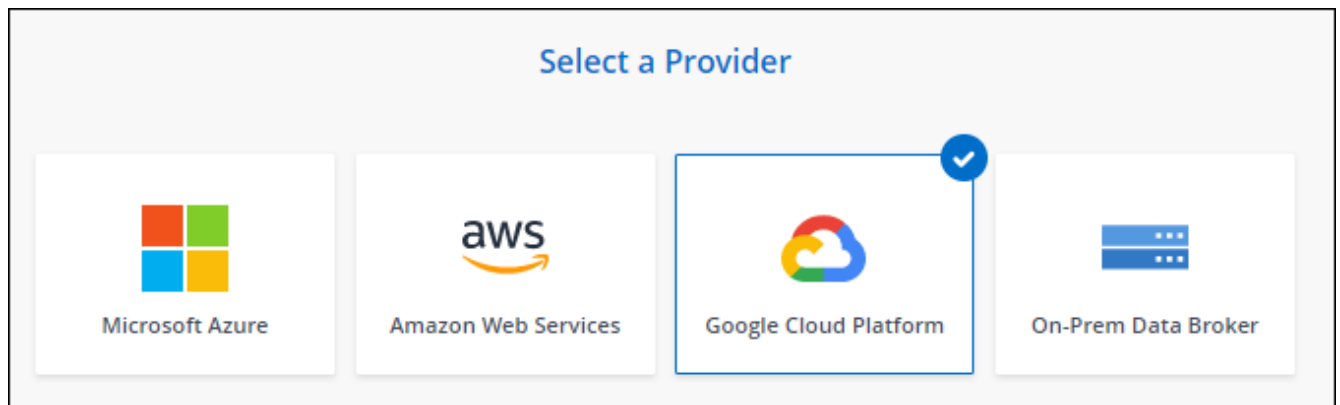 Select a Provider
aws
Microsoft Azure
Amazon Web Services
Google Cloud Platform
On-Prem Data Broker